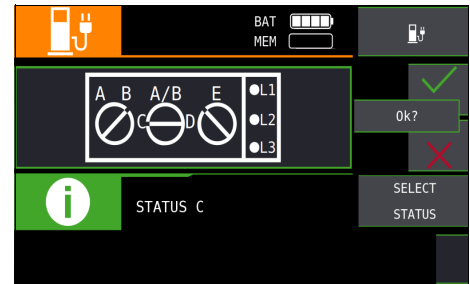 BAT
MEM
A B A/B E
C D
L1
L2
L3
Ok?
i
STATUS C
SELECT
STATUS